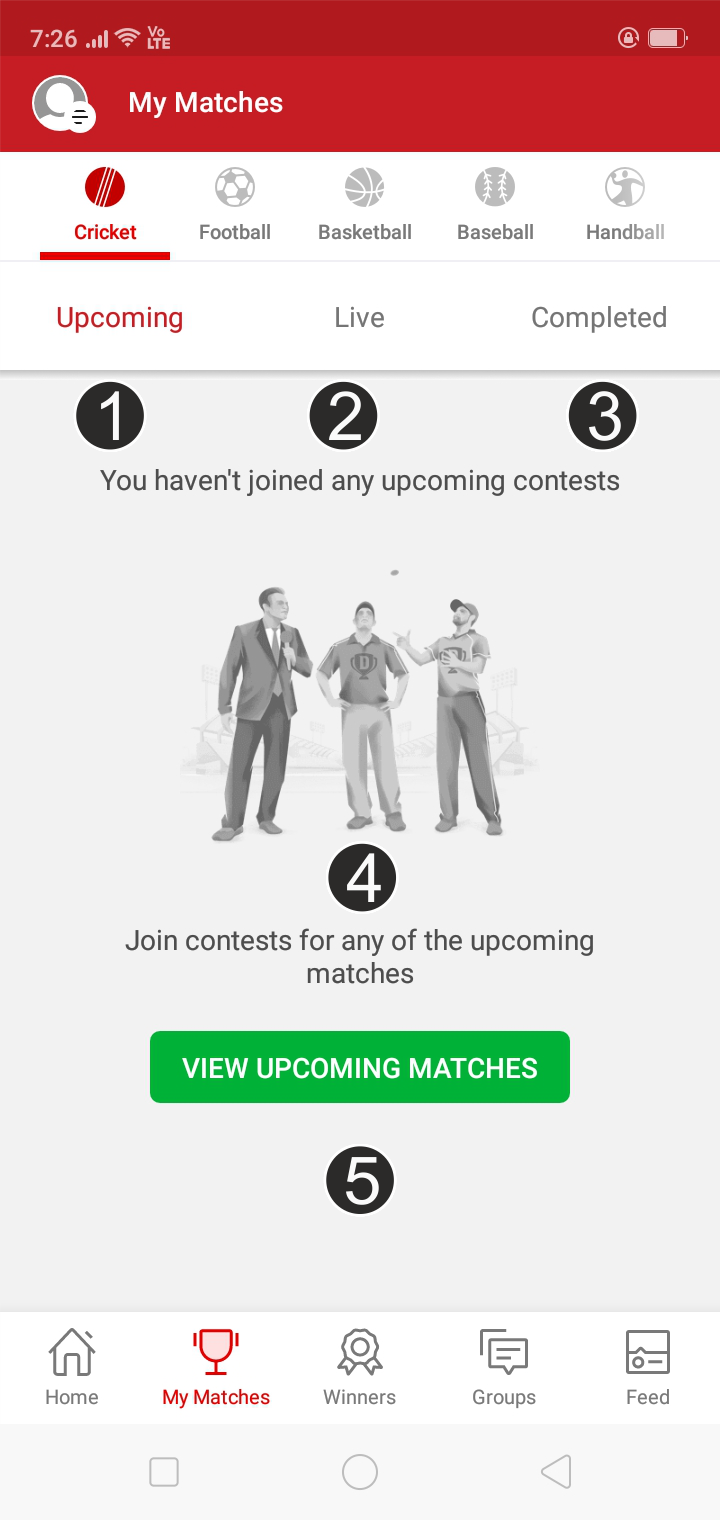 7:26 Vo LTE
My Matches
Cricket Football Basketball Baseball Handball
Upcoming Live Completed
1 2 3
You haven't joined any upcoming contests
D
4
Join contests for any of the upcoming
matches
VIEW UPCOMING MATCHES
5
Home My Matches Winners Groups Feed